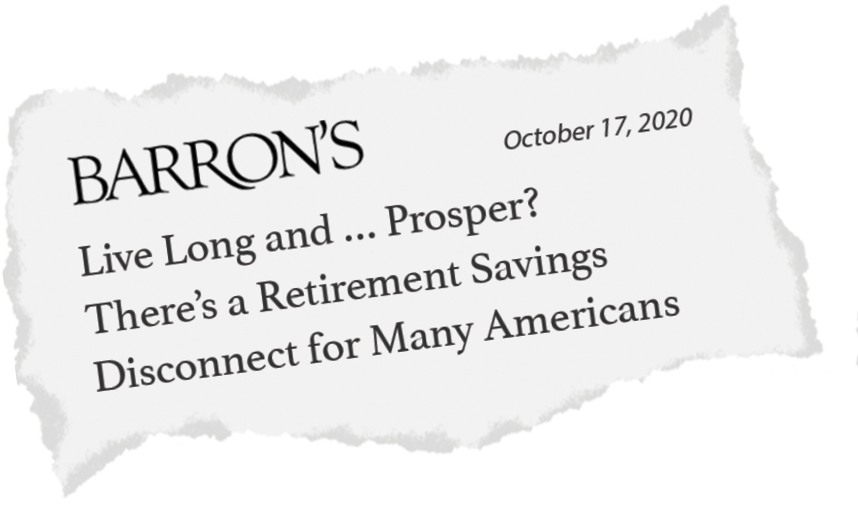 BARRON'S
October 17, 2020
Live Long and ... Prosper?
There's a Retirement Savings
Disconnect for Many Americans